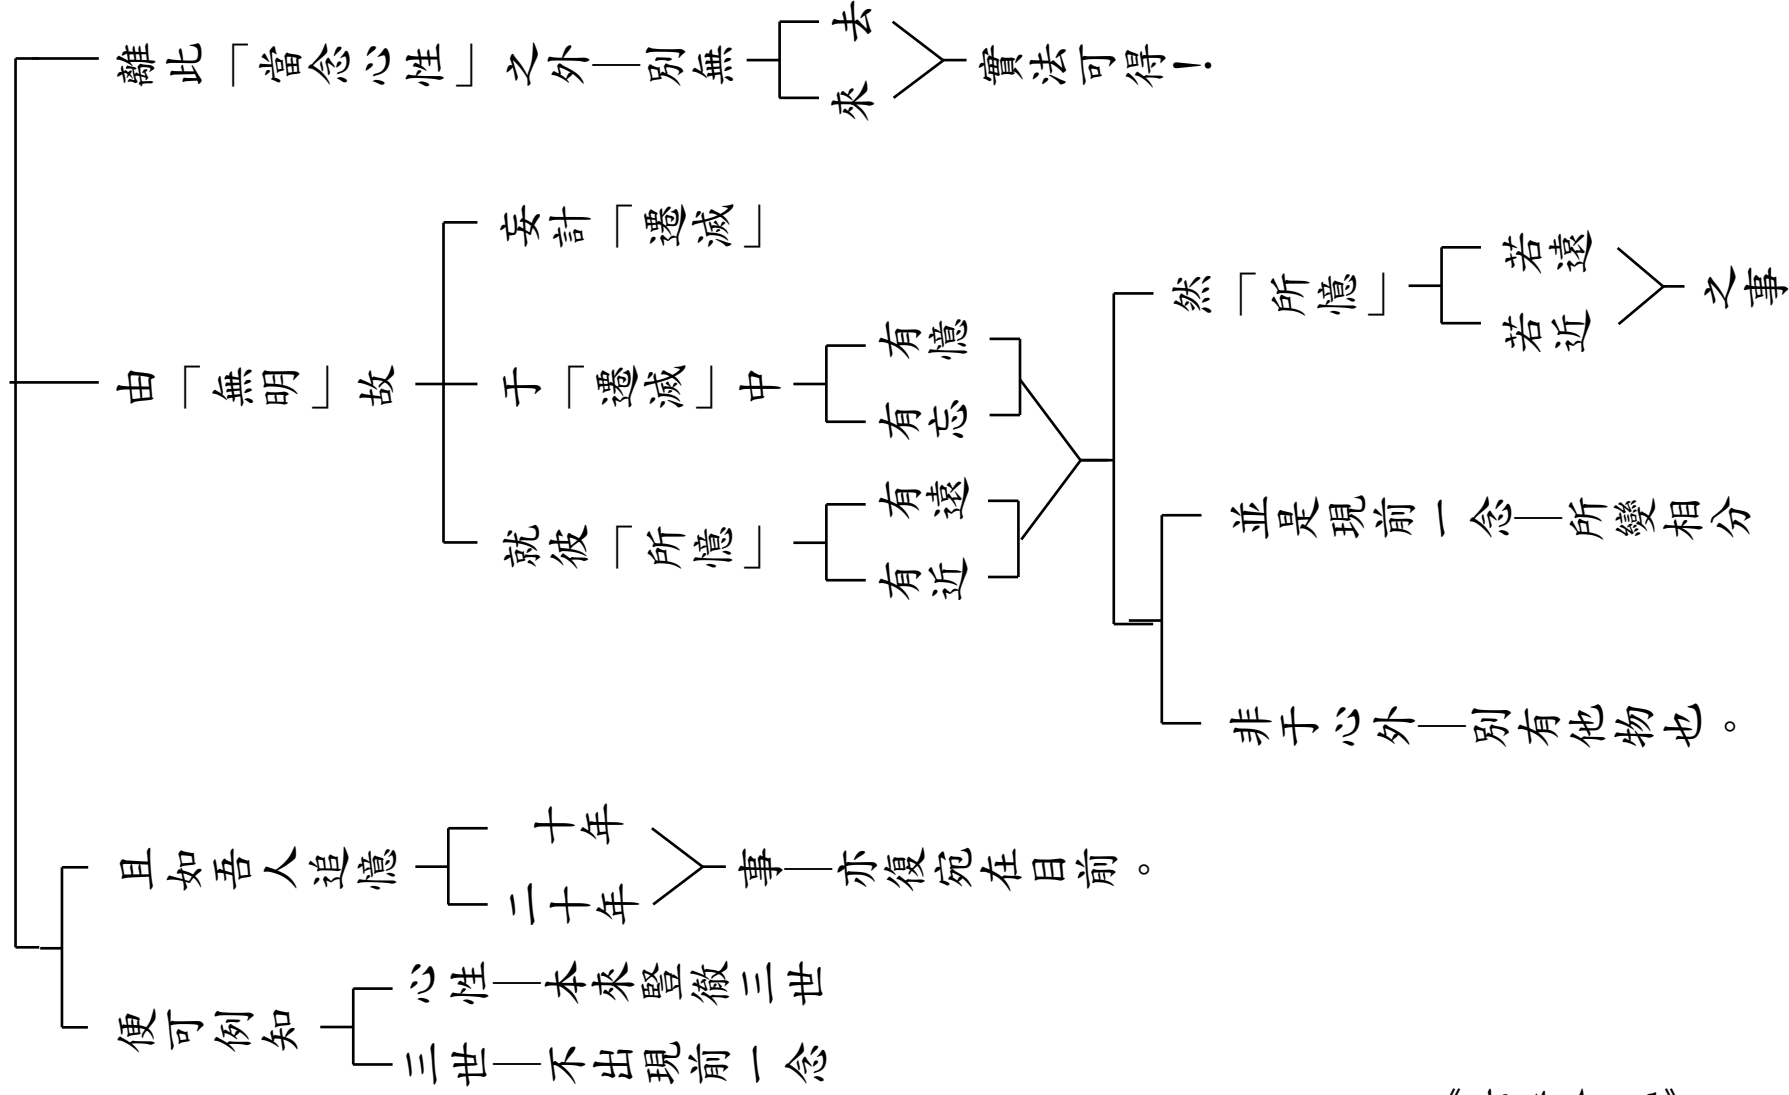 離此「當念心性」之外—別無
去
來
實法可得！
由「無明」故
妄計「遷滅」
于「遷滅」中
有憶
有忘
就彼「所憶」
有遠
有近
然「所憶」
若遠
若近
之事
並是現前一念—所變相分
非于心外—別有他物也。
且如吾人追憶
十年
二十年
事—亦復宛在目前。
便可例知
心性—本來豎徹三世
三世—不出現前一念